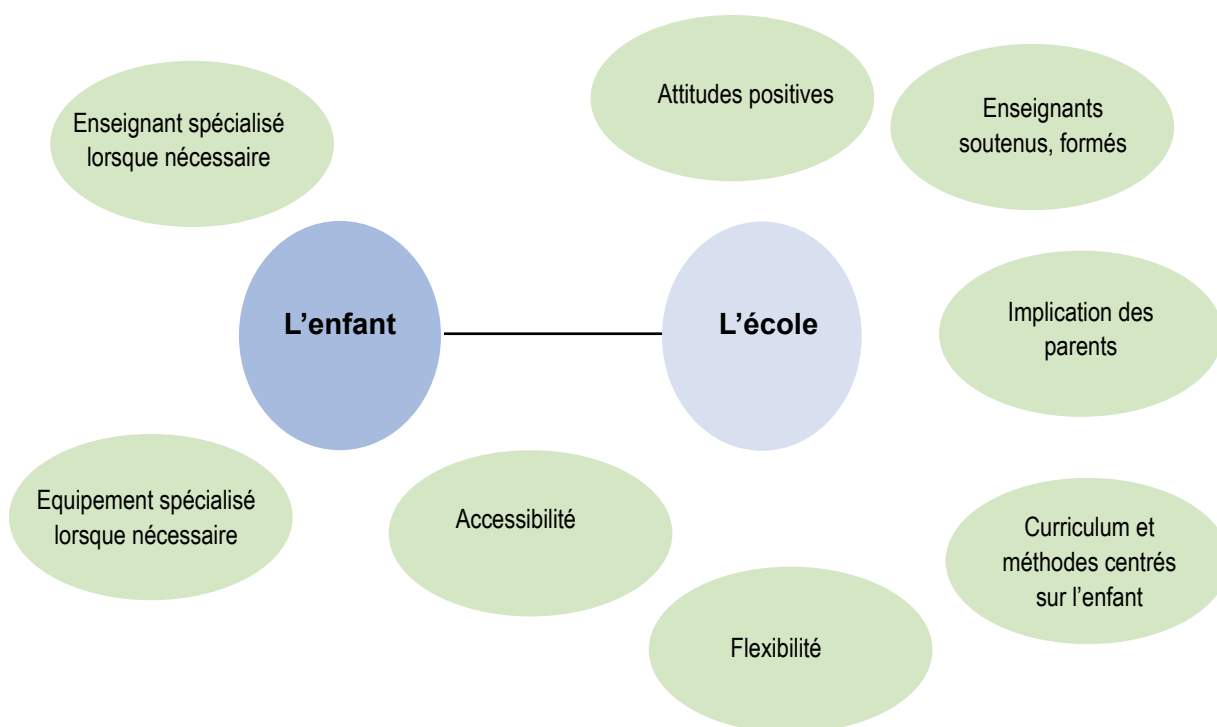 Attitudes positives
Enseignants
soutenus, formés
Enseignant spécialisé
lorsque nécessaire
L’enfant
L’école
Implication des
parents
Equipement spécialisé
lorsque nécessaire
Accessibilité
Curriculum et
méthodes centrés
sur l’enfant
Flexibilité